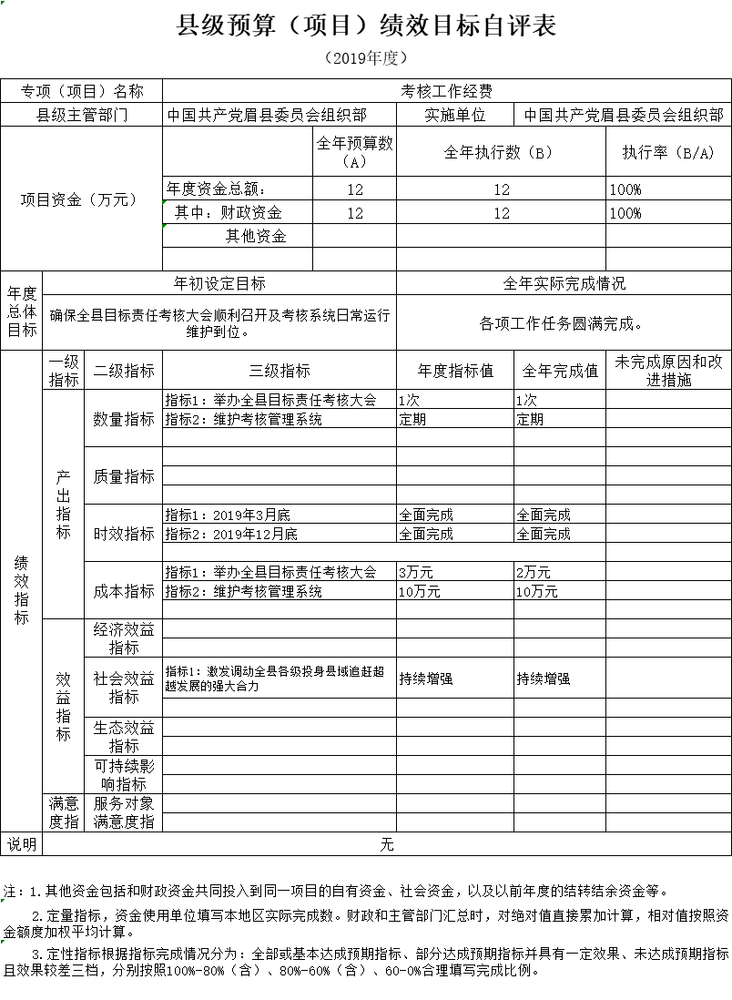 县级预算（项目）绩效目标自评表
（2019年度）
专项（项目）名称 考核工作经费
县级主管部门 中国共产党眉县委员会组织部 实施单位 中国共产党眉县委员会组织部
项目资金（万元） 全年预算数（A） 全年执行数（B） 执行率（B/A）
年度资金总额： 12 12 100%
其中：财政资金 12 12 100%
其他资金
年度总体目标 年初设定目标 全年实际完成情况
确保全县目标责任考核大会顺利召开及考核系统日常运行
维护到位。
各项工作任务圆满完成。
绩效指标 一级指标 二级指标 三级指标 年度指标值 全年完成值 未完成原因和改进措施
产出指标 数量指标 指标1：举办全县目标责任考核大会 1次 1次
指标2：维护考核管理系统 定期 定期
质量指标
时效指标 指标1：2019年3月底 全面完成 全面完成
指标2：2019年12月底 全面完成 全面完成
成本指标 指标1：举办全县目标责任考核大会 3万元 2万元
指标2：维护考核管理系统 10万元 10万元
效益指标 经济效益指标
社会效益指标 指标1：激发调动全县各级投身县域追赶超
越发展的强大合力 持续增强 持续增强
生态效益指标
可持续影响指标
满意度指 服务对象满意度指
说明 无
注：1.其他资金包括和财政资金共同投入到同一项目的自有资金、社会资金，以及以前年度的结转结余资金等。
2.定量指标，资金使用单位填写本地区实际完成数。财政和主管部门汇总时，对绝对值直接累加计算，相对值按照资
金额度加权平均计算。
3.定性指标根据指标完成情况分为：全部或基本达成预期指标、部分达成预期指标并具有一定效果、未达成预期指标
且效果较差三档，分别按照100%-80%（含）、80%-60%（含）、60-0%合理填写完成比例。